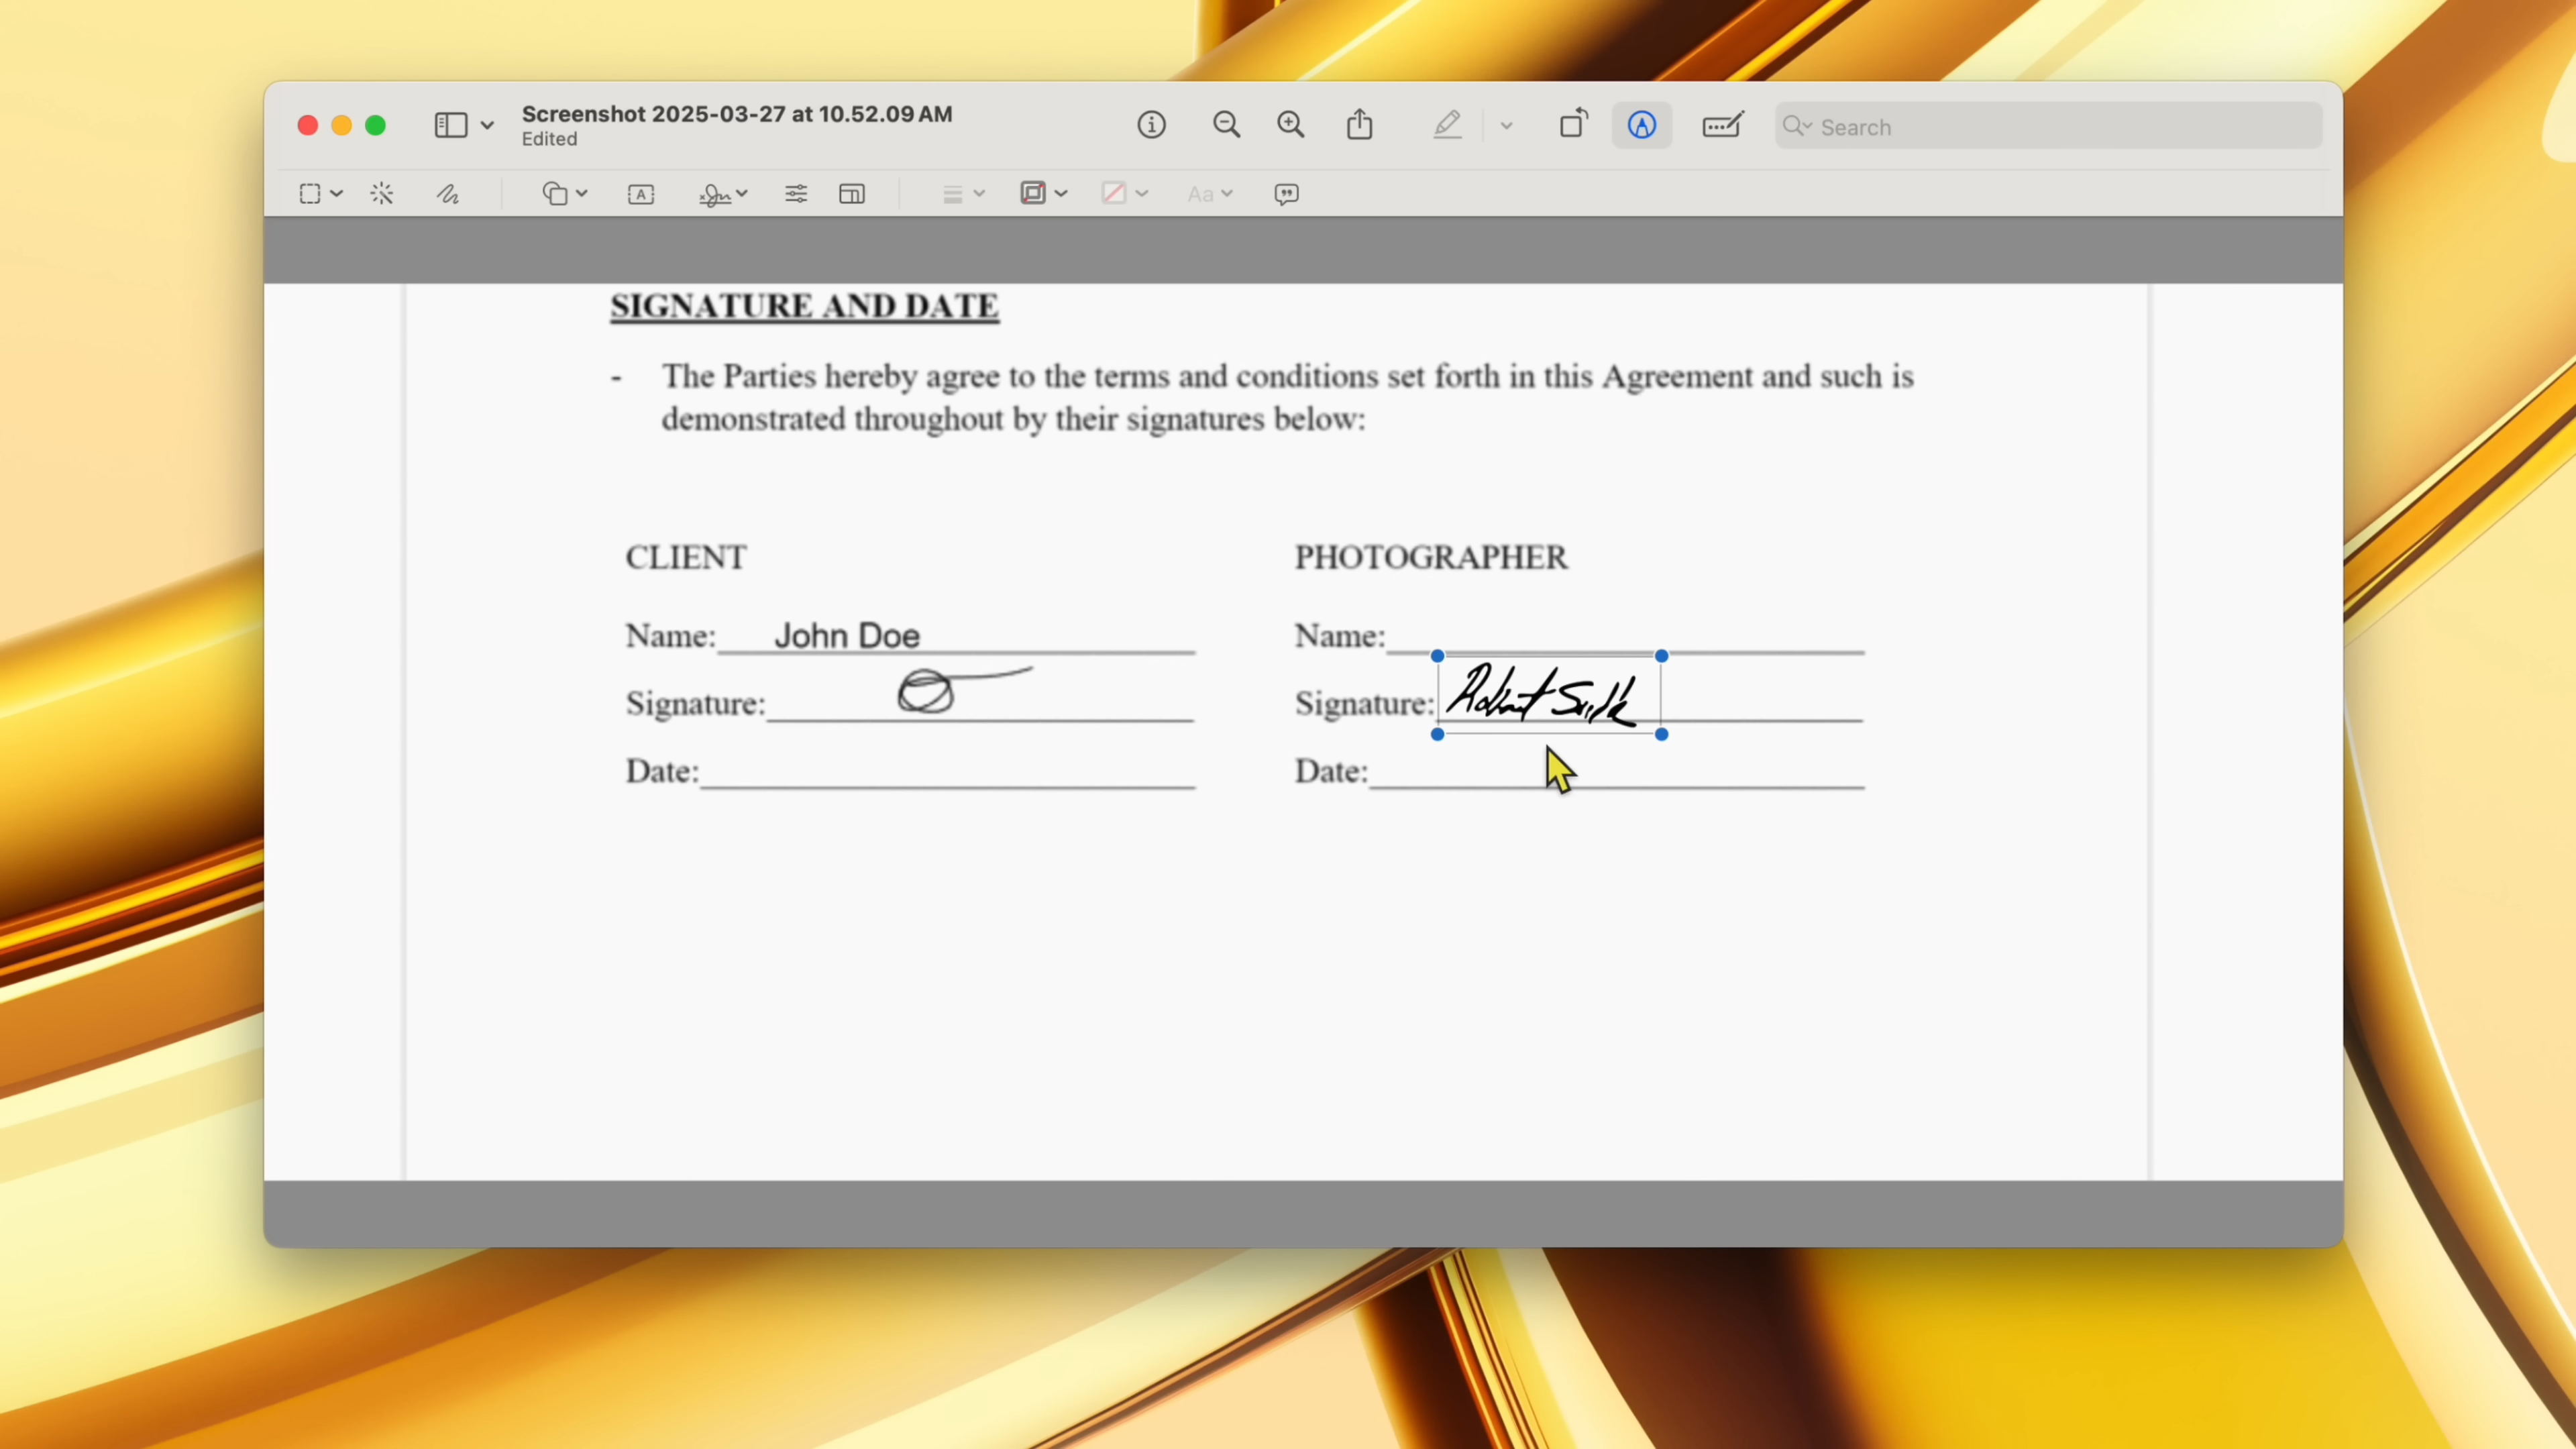 Screenshot 2025-03-27 at 10.52.09 AM
Edited
Search
A
Aa
SIGNATURE AND DATE
- The Parties hereby agree to the terms and conditions set forth in this Agreement and such is
demonstrated throughout by their signatures below:
CLIENT
PHOTOGRAPHER
Name: John Doe
Name:
Signature:
Signature: Robert
Date:
Date: